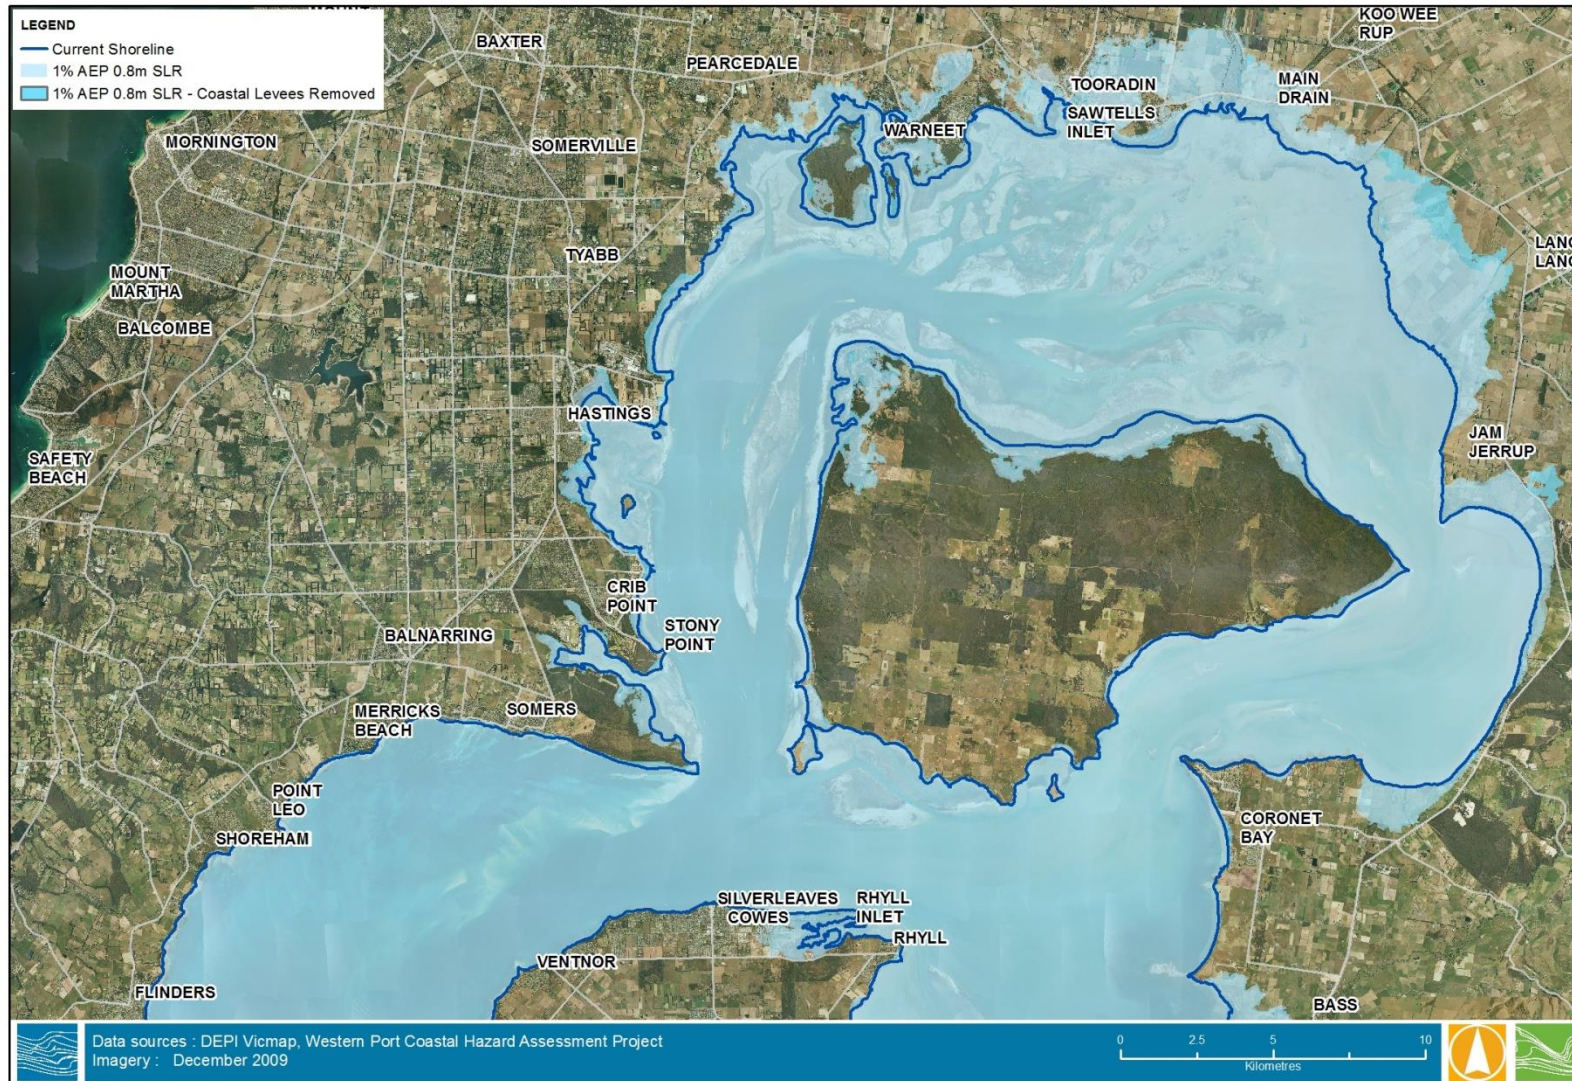 LEGEND
Current Shoreline
1% AEP 0.8m SLR
1% AEP 0.8m SLR - Coastal Levees Removed
BAXTER
PEARCEDALE
KOO WEE
RUP
TOORADIN
MAIN
DRAIN
SAWTELLS
INLET
WARNEET
MORNINGTON
SOMERVILLE
TYABB
LANG
LANG
MOUNT
MARTHA
BALCOMBE
HASTINGS
SAFETY
BEACH
JAM
JERRUP
CRIB
POINT
STONY
POINT
BALNARRING
SOMERS
MERRICKS
BEACH
POINT
LEO
SHOREHAM
CORONET
BAY
SILVERLEAVES
COWES
RHYLL
INLET
RHYLL
VENTNOR
FLINDERS
BASS
Data sources : DEPI Vicmap, Western Port Coastal Hazard Assessment Project
Imagery : December 2009
0 2.5 5 10
Kilometres